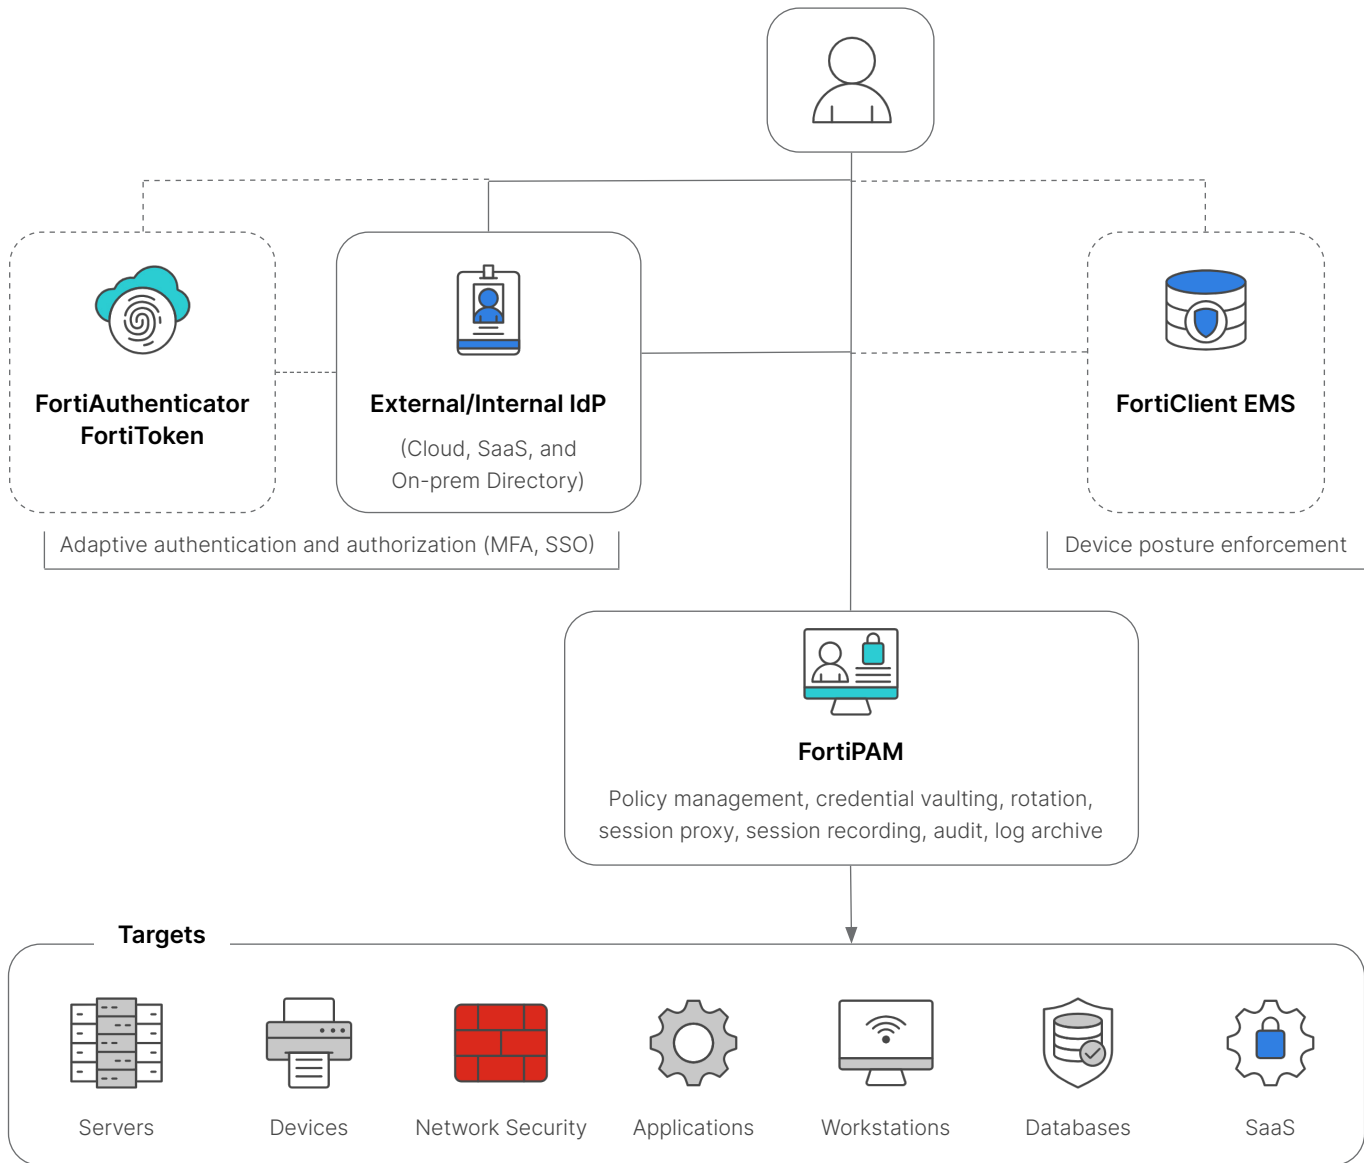 FortiAuthenticator
FortiToken
External/Internal IdP
(Cloud, SaaS, and
On-prem Directory)
FortiClient EMS
Adaptive authentication and authorization (MFA, SSO)
Device posture enforcement
FortiPAM
Policy management, credential vaulting, rotation,
session proxy, session recording, audit, log archive
Targets
Servers
Devices
Network Security
Applications
Workstations
Databases
SaaS